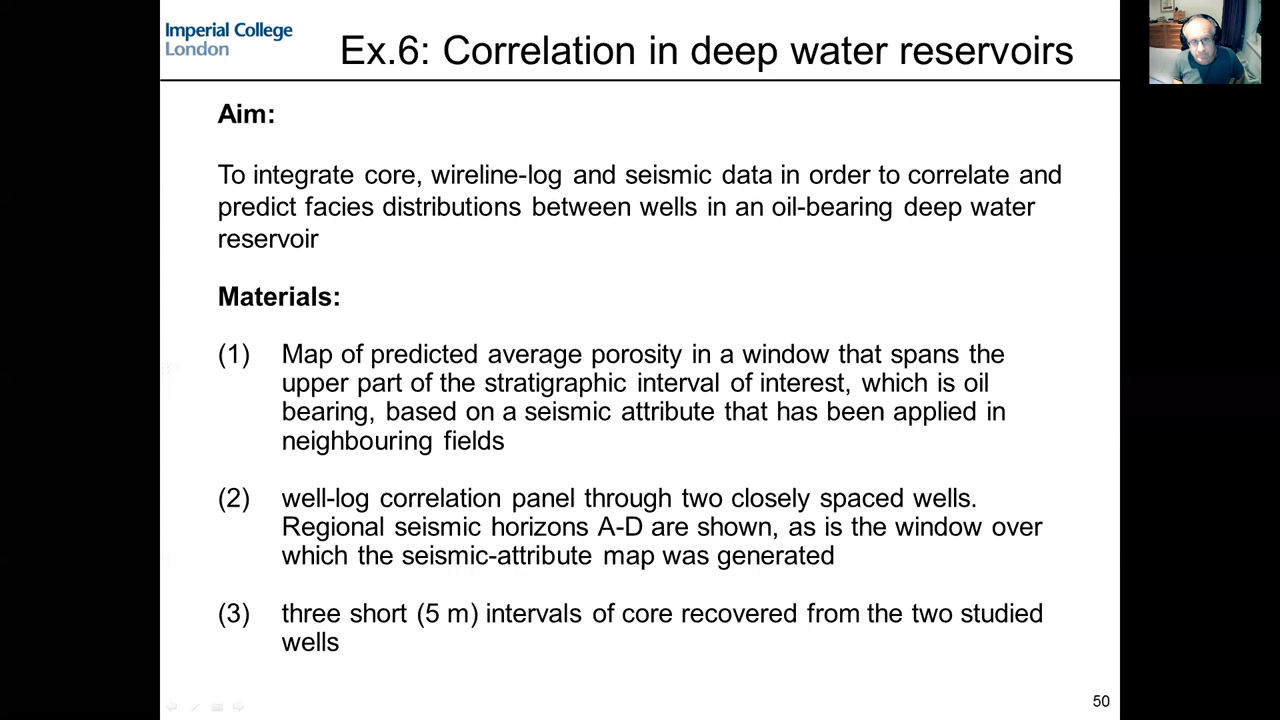 Imperial College
London
Ex.6: Correlation in deep water reservoirs
Aim:
To integrate core, wireline-log and seismic data in order to correlate and
predict facies distributions between wells in an oil-bearing deep water
reservoir
Materials:
(1) Map of predicted average porosity in a window that spans the
upper part of the stratigraphic interval of interest, which is oil
bearing, based on a seismic attribute that has been applied in
neighbouring fields
(2) well-log correlation panel through two closely spaced wells.
Regional seismic horizons A-D are shown, as is the window over
which the seismic-attribute map was generated
(3) three short (5 m) intervals of core recovered from the two studied
wells
50